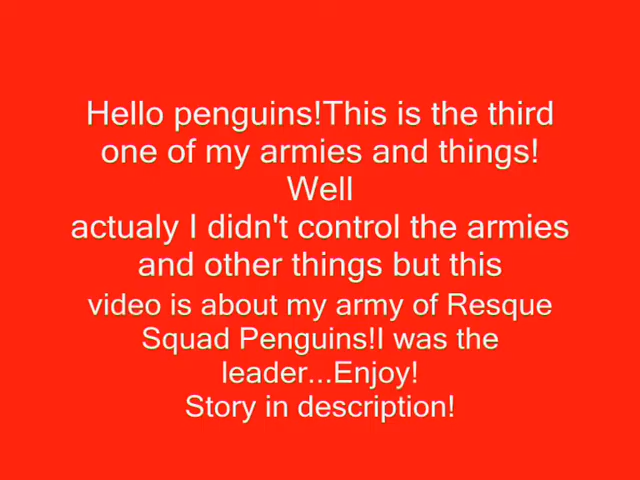 Hello penguins!This is the third
one of my armies and things!
Well
actualy I didn't control the armies
and other things but this
video is about my army of Resque
Squad Penguins!I was the
leader...Enjoy!
Story in description!